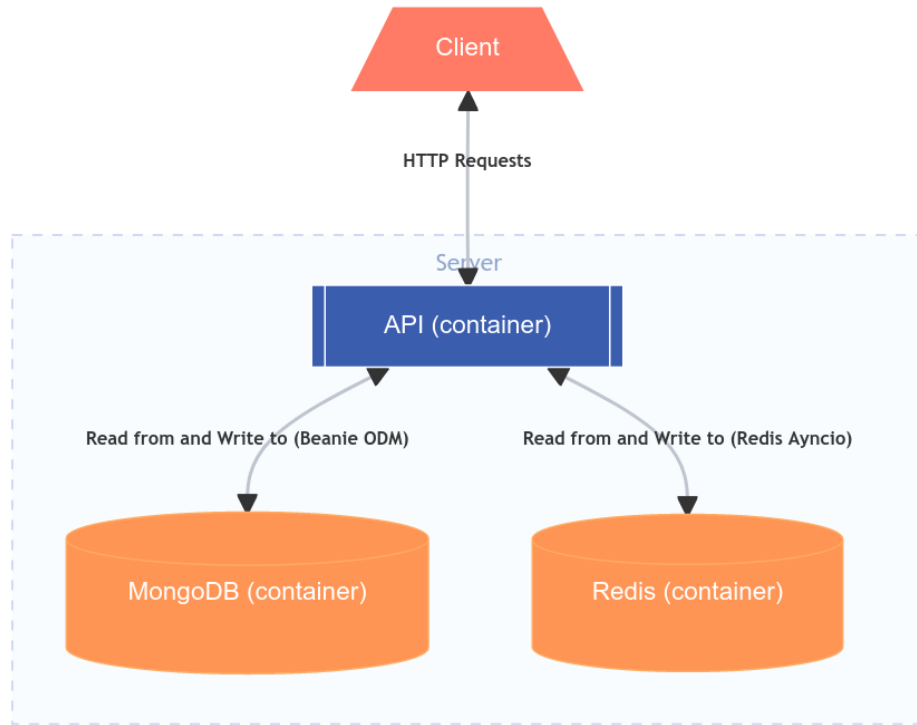 Client
HTTP Requests
Server
API (container)
Read from and Write to (Beanie ODM)
Read from and Write to (Redis Ayncio)
MongoDB (container)
Redis (container)